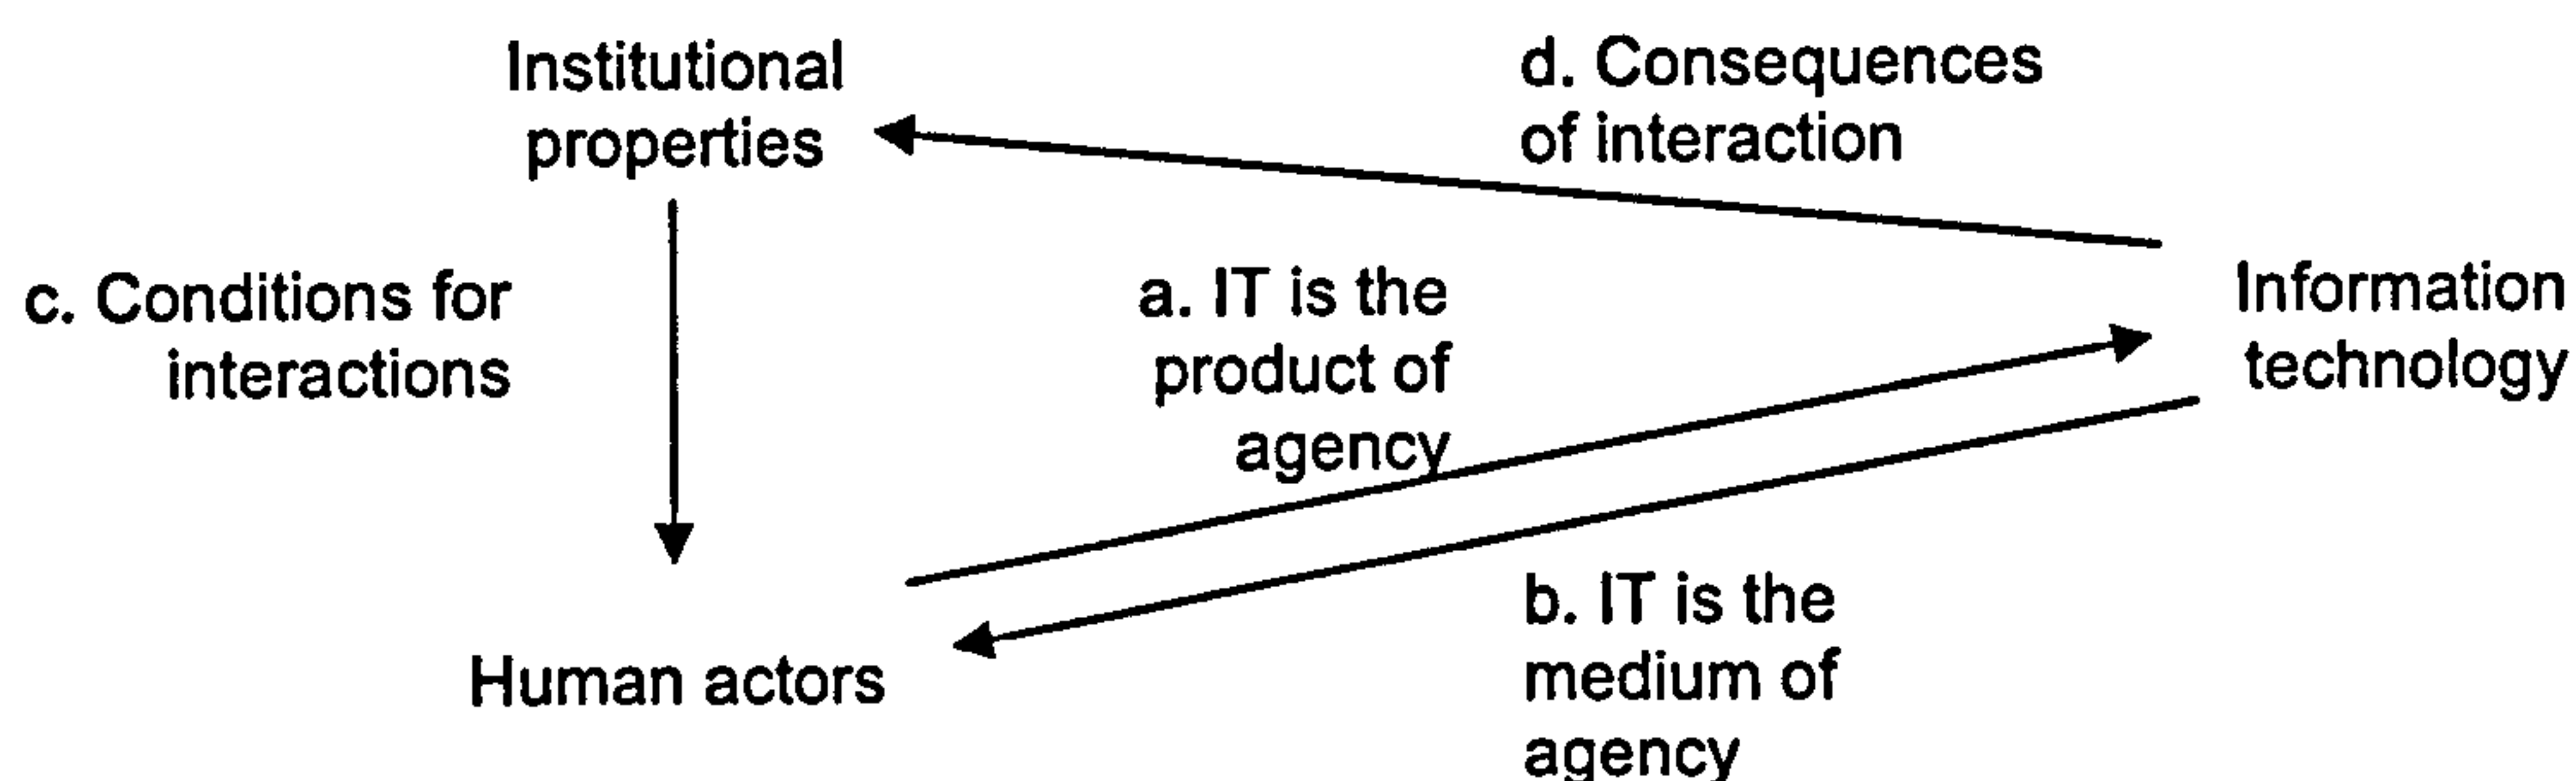 Institutional
properties
d. Consequences
of interaction
c. Conditions for
interactions
a. IT is the
product of
agency
Information
technology
Human actors
b. IT is the
medium of
agency